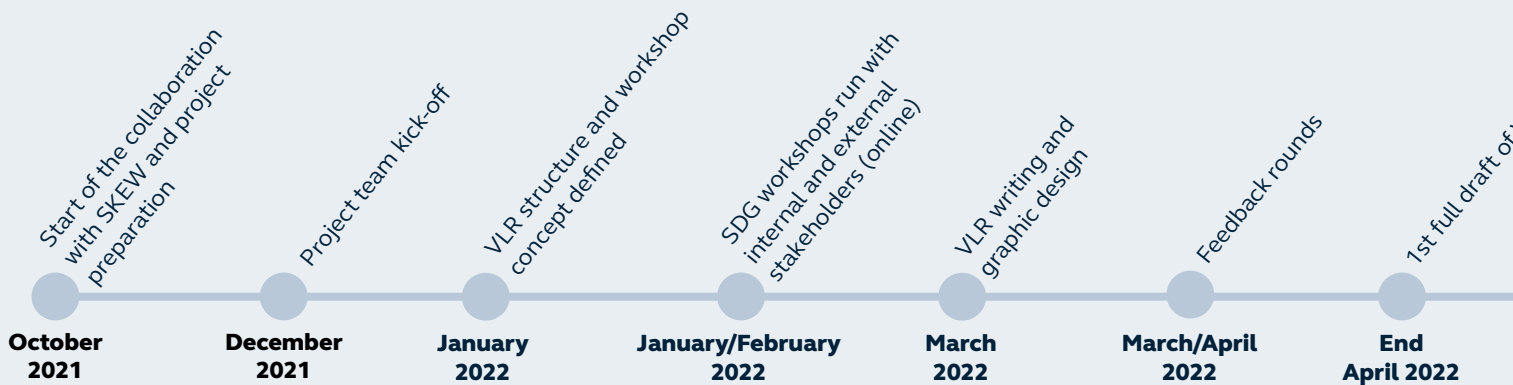 Start of the collaboration
with SKEW and project
preparation
October
2021
Project team kick-off
December
2021
VLR structure and workshop
concept defined
January
2022
SDG workshops run with
internal and external
stakeholders (online)
January/February
2022
VLR writing and
graphic design
March
2022
Feedback rounds
March/April
2022
1st full draft of
End
April 2022